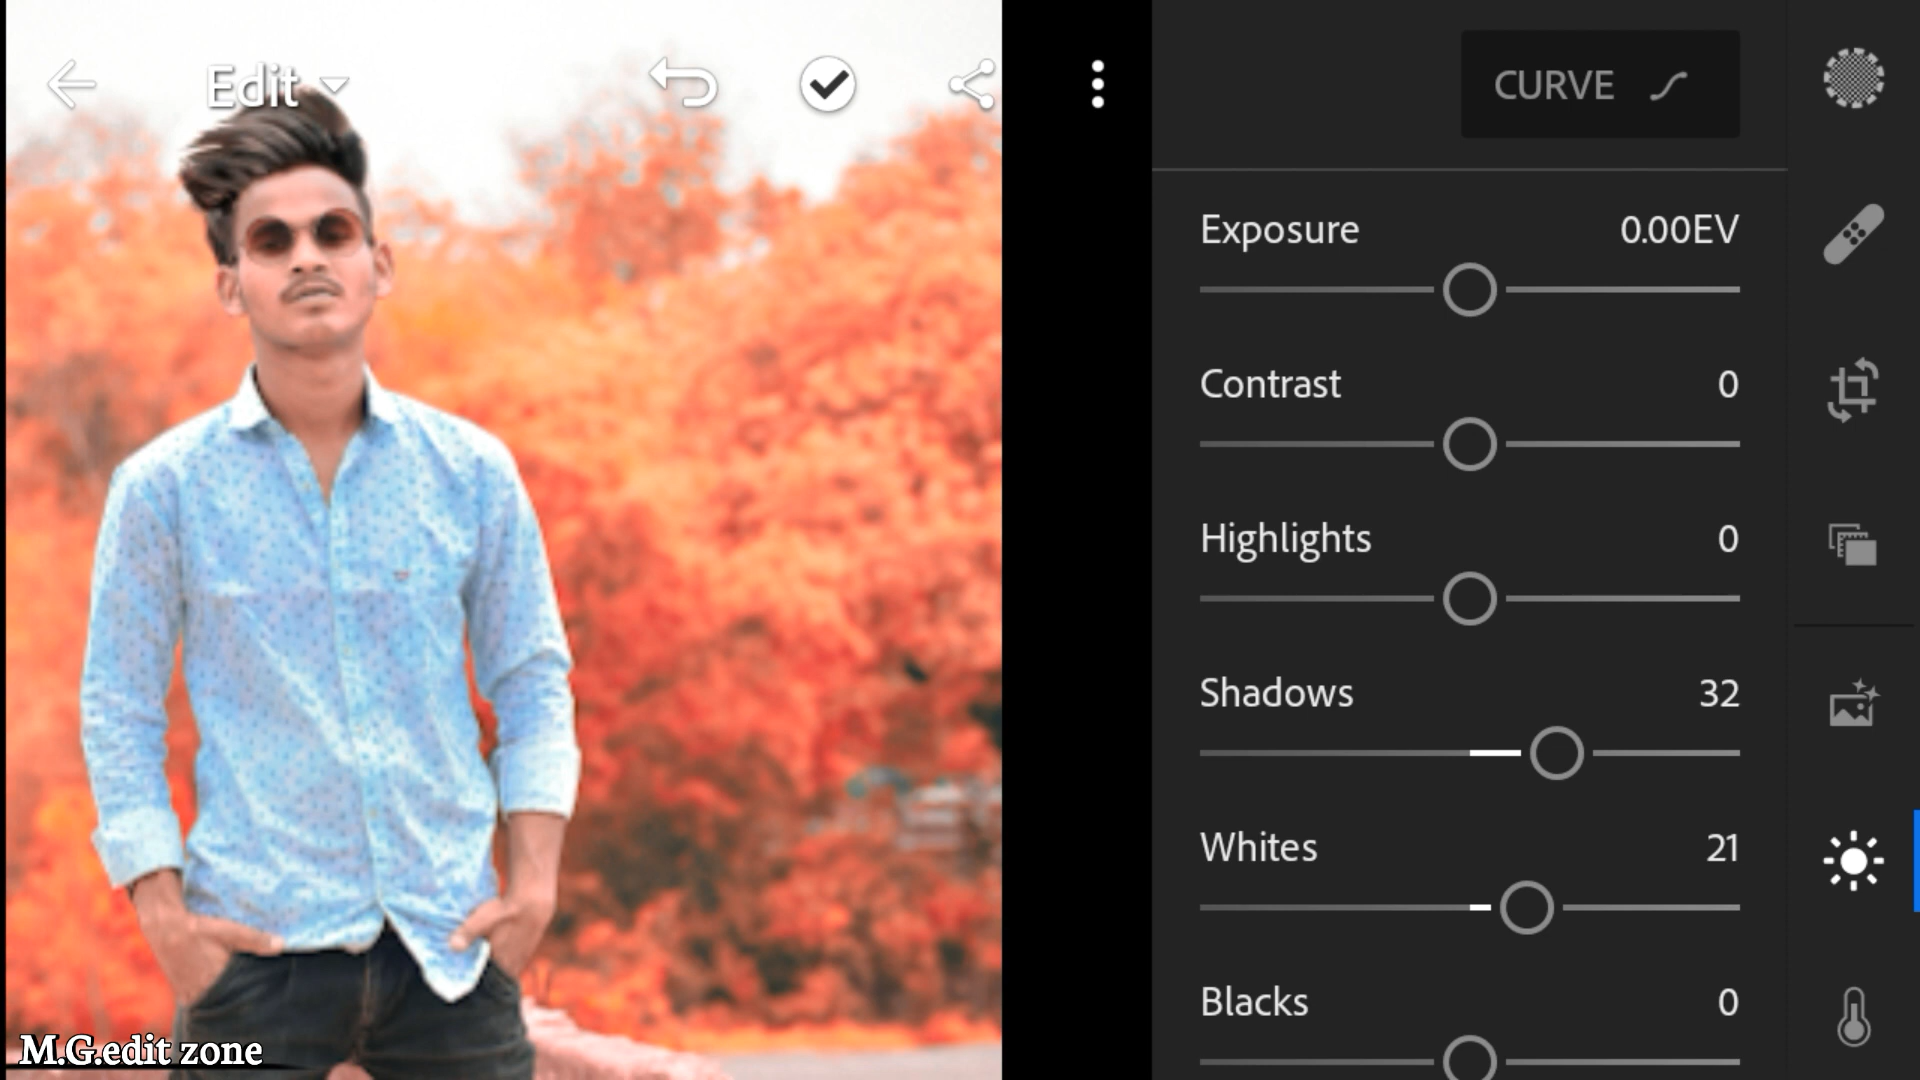 Edit
CURVE
Exposure 0.00EV
Contrast 0
Highlights 0
Shadows 32
Whites 21
Blacks 0
M.G.edit zone